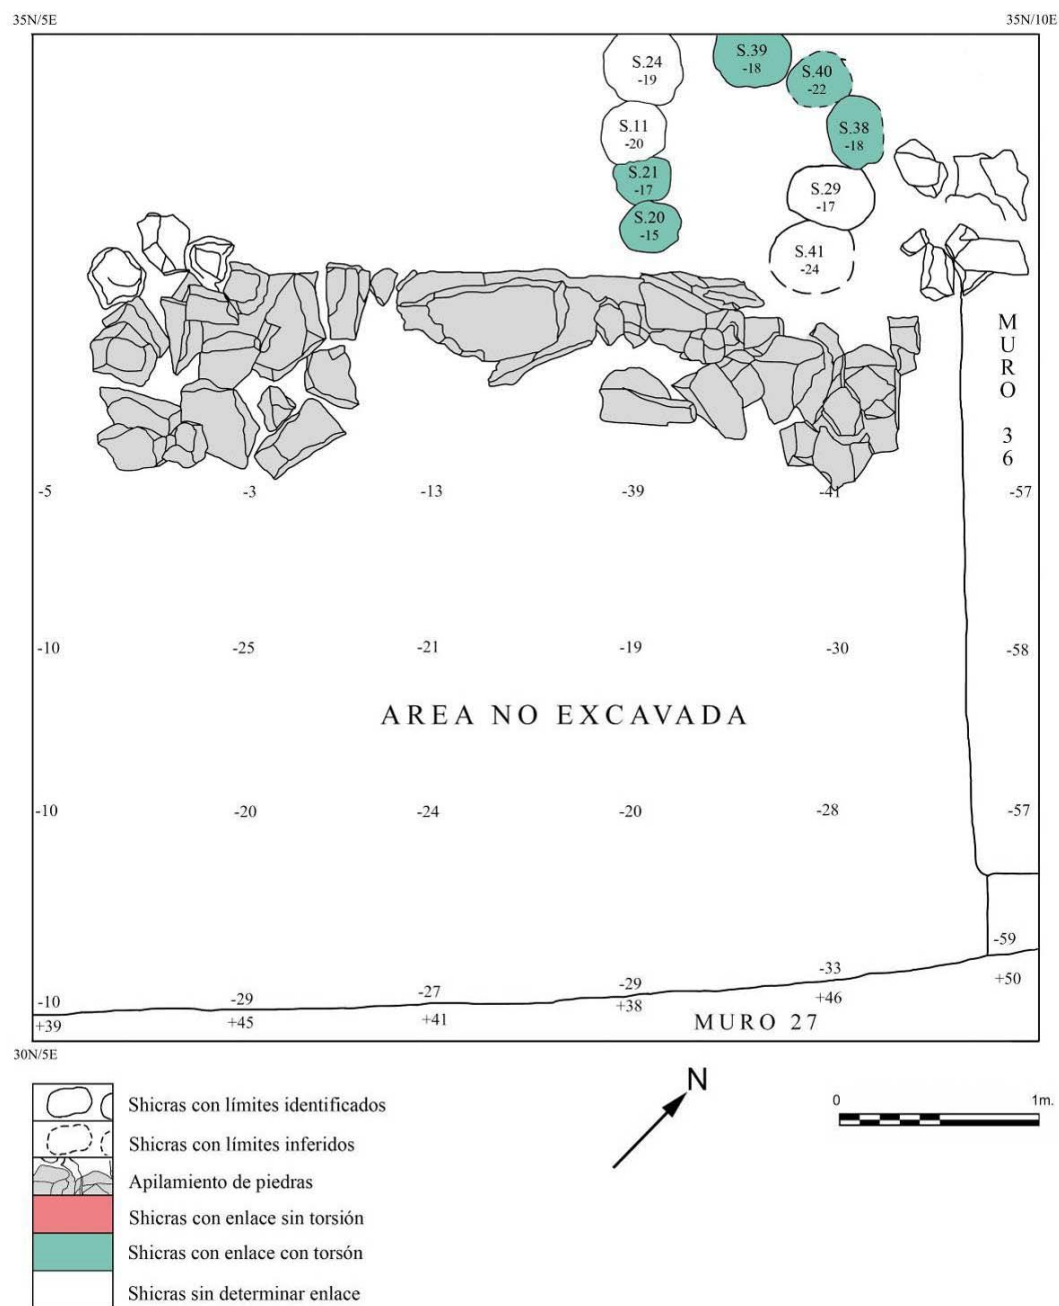 35N/5E 35N/10E
S.24
-19
S.39
-18
S.40
-22
S.11
-20
S.38
-18
S.21
-17
S.29
-17
S.20
-15
S.41
-24
MURO 36
-5 -3 -13 -39 -41 -57
-10 -25 -21 -19 -30 -58
AREA NO EXCAVADA
-10 -20 -24 -20 -28 -57
-59
-10 -29 -27 -29 -33 +50
+39 +45 +41 +38 +46
MURO 27
30N/5E
N
0 1m.
Shicras con límites identificados
Shicras con límites inferidos
Apilamiento de piedras
Shicras con enlace sin torsión
Shicras con enlace con torsón
Shicras sin determinar enlace